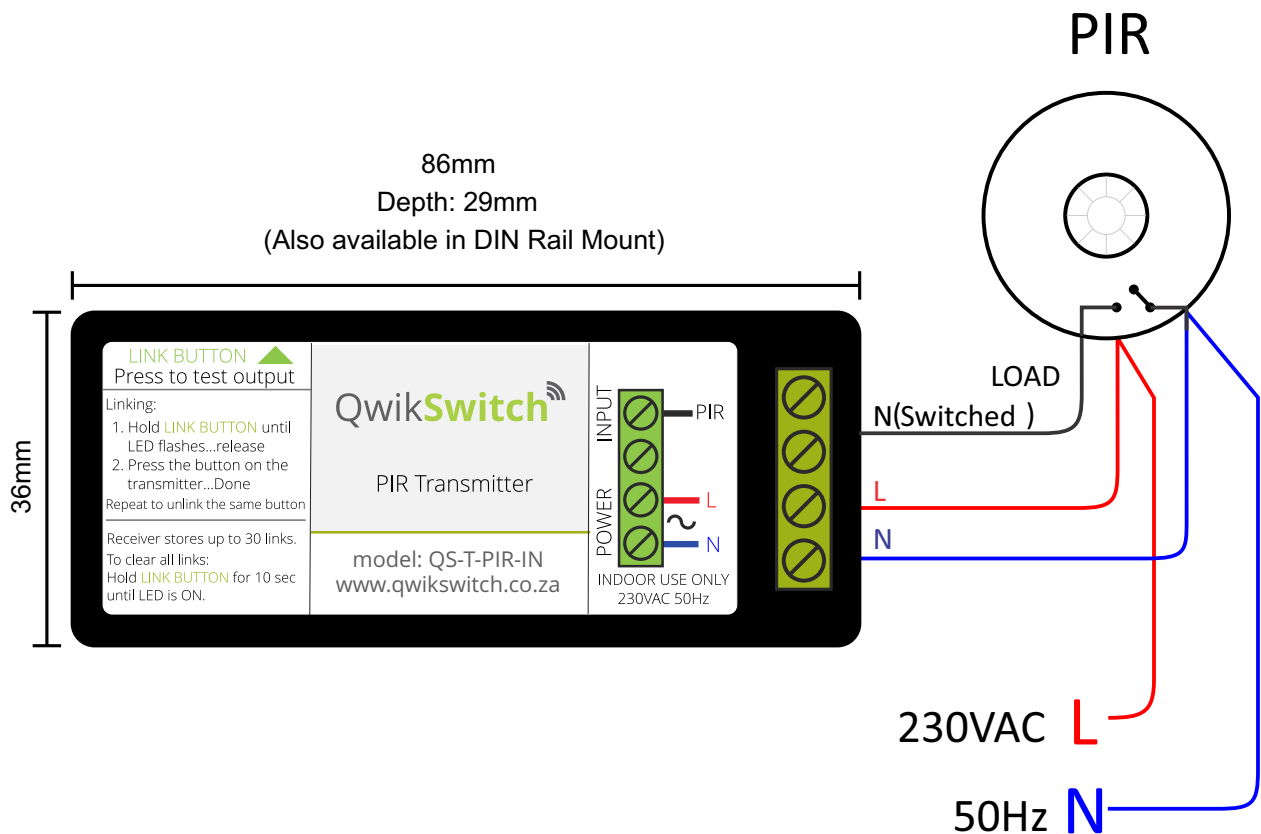 PIR
86mm
Depth: 29mm
(Also available in DIN Rail Mount)
36mm
LINK BUTTON
Press to test output
Linking:
1. Hold LINK BUTTON until
LED flashes...release
2. Press the button on the
transmitter...Done
Repeat to unlink the same button
Receiver stores up to 30 links.
To clear all links:
Hold LINK BUTTON for 10 sec
until LED is ON.
QwikSwitch
PIR Transmitter
model: QS-T-PIR-IN
www.qwikswitch.co.za
INPUT
PIR
POWER
L
N
INDOOR USE ONLY
230VAC 50Hz
LOAD
N(Switched )
L
N
230VAC L
50Hz N